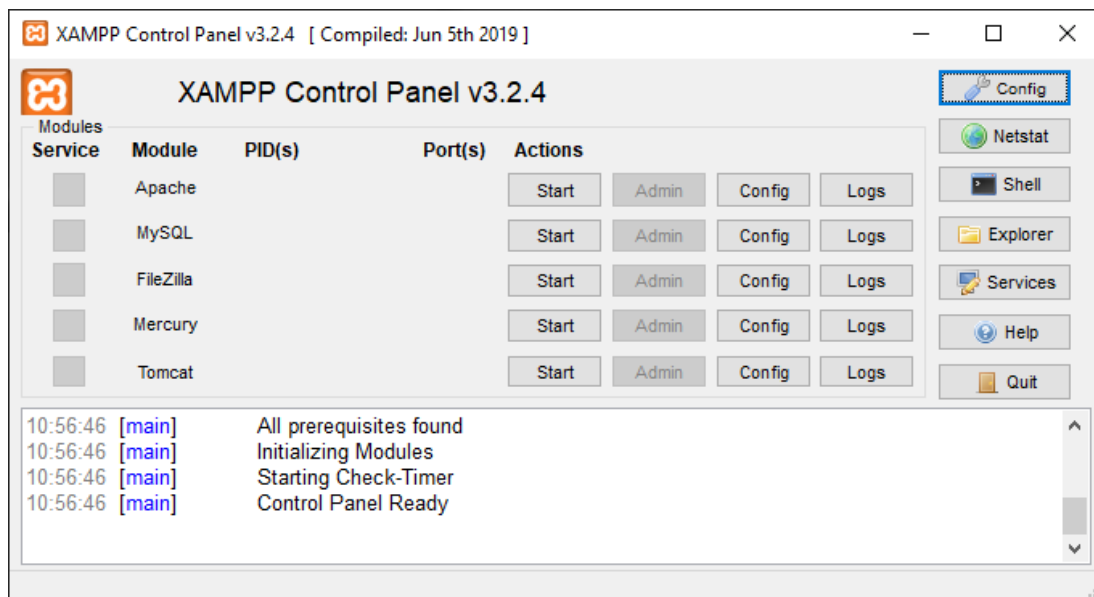 XAMPP Control Panel v3.2.4 [ Compiled: Jun 5th 2019 ]
XAMPP Control Panel v3.2.4
Config
Modules
Netstat
Service Module PID(s) Port(s) Actions
Apache Start Admin Config Logs
Shell
MySQL Start Admin Config Logs
Explorer
FileZilla Start Admin Config Logs
Services
Mercury Start Admin Config Logs
Help
Tomcat Start Admin Config Logs
Quit
10:56:46 [main] All prerequisites found
10:56:46 [main] Initializing Modules
10:56:46 [main] Starting Check-Timer
10:56:46 [main] Control Panel Ready